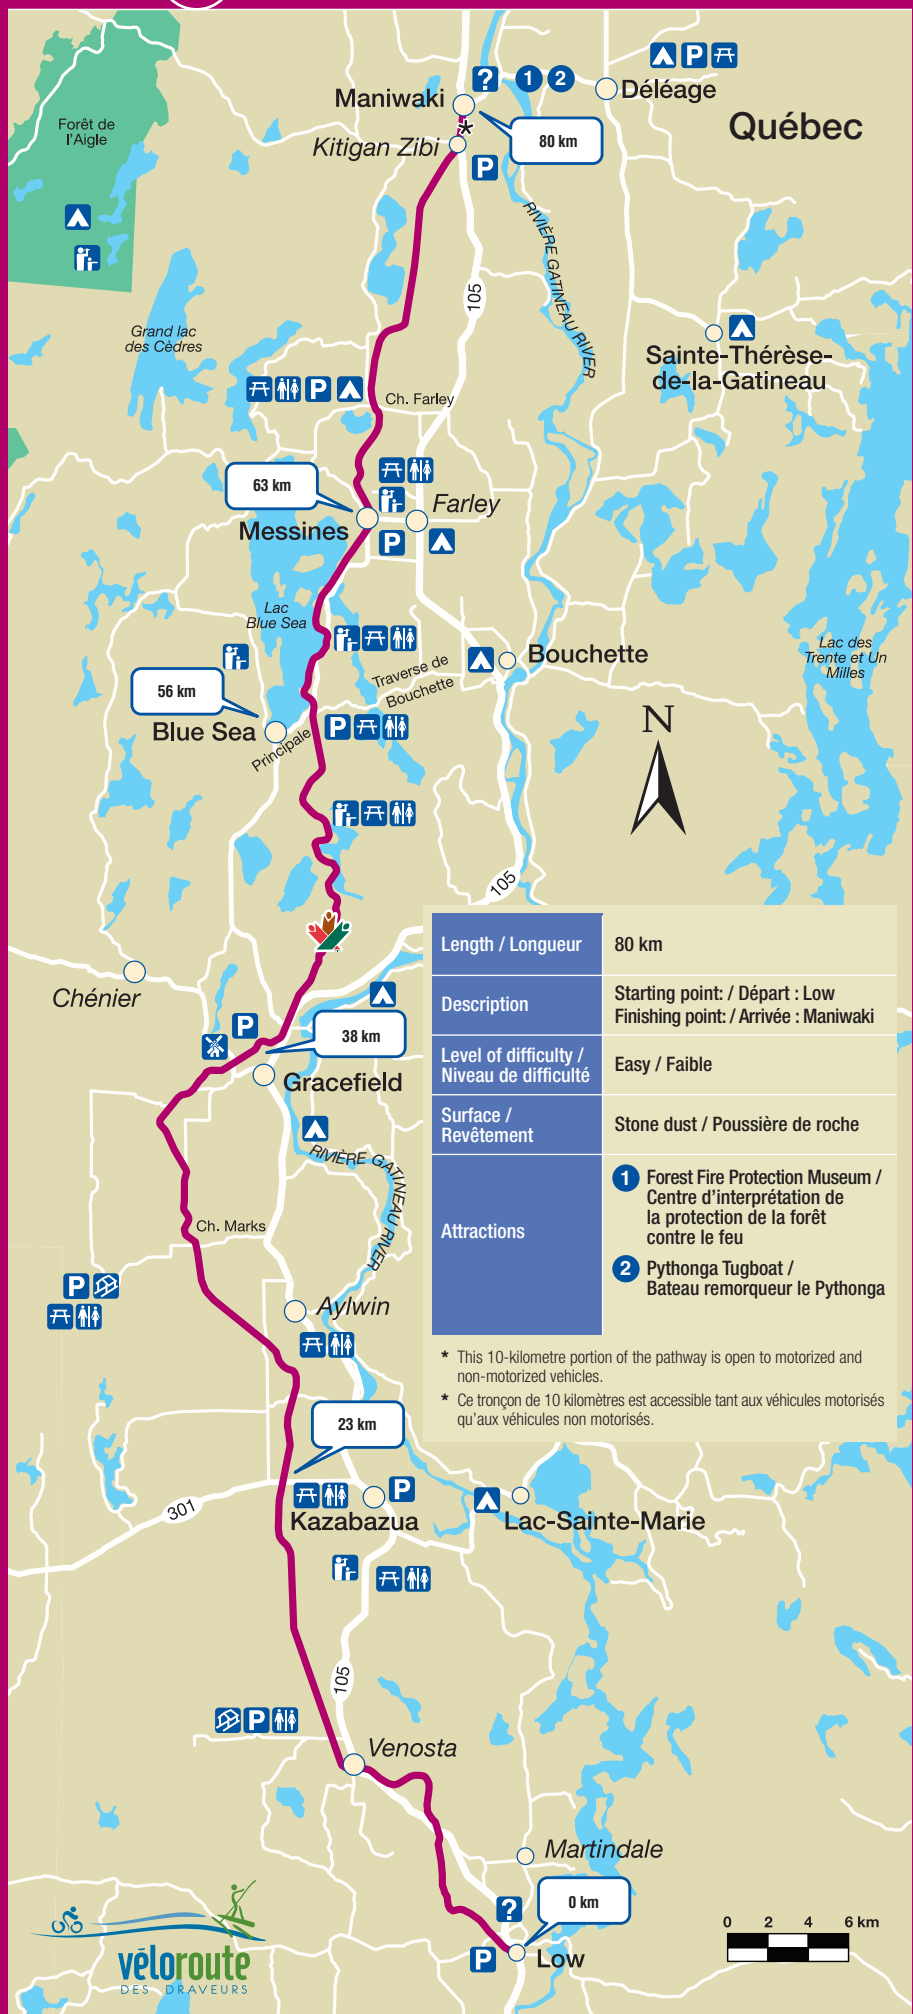 Forêt de
l'Aigle
?
1 2
P
Déléage
Maniwaki
Québec
*
80 km
Kitigan Zibi
P
RIVIÈRE GATINEAU RIVER
105
Grand lac
des Cèdres
Sainte-Thérèse-
de-la-Gatineau
P
Ch. Farley
63 km
Farley
Messines
P
Lac
Blue Sea
Lac des
Trente et Un
Milles
Bouchette
Traverse de
Bouchette
56 km
Blue Sea
Principale
P
N
105
Chénier
P
38 km
Gracefield
RIVIÈRE GATINEAU RIVER
Ch. Marks
P
Aylwin
23 km
P
301
Kazabazua
Lac-Sainte-Marie
105
P
Venosta
Martindale
0 km
?
P
Low
Length / Longueur
80 km
Description
Starting point: / Départ : Low
Finishing point: / Arrivée : Maniwaki
Level of difficulty /
Niveau de difficulté
Easy / Faible
Surface /
Revêtement
Stone dust / Poussière de roche
Attractions
1 Forest Fire Protection Museum /
Centre d'interprétation de
la protection de la forêt
contre le feu
2 Pythonga Tugboat /
Bateau remorqueur le Pythonga
* This 10-kilometre portion of the pathway is open to motorized and
non-motorized vehicles.
* Ce tronçon de 10 kilomètres est accessible tant aux véhicules motorisés
qu'aux véhicules non motorisés.
0 2 4 6 km
véloroute
DES DRAVEURS